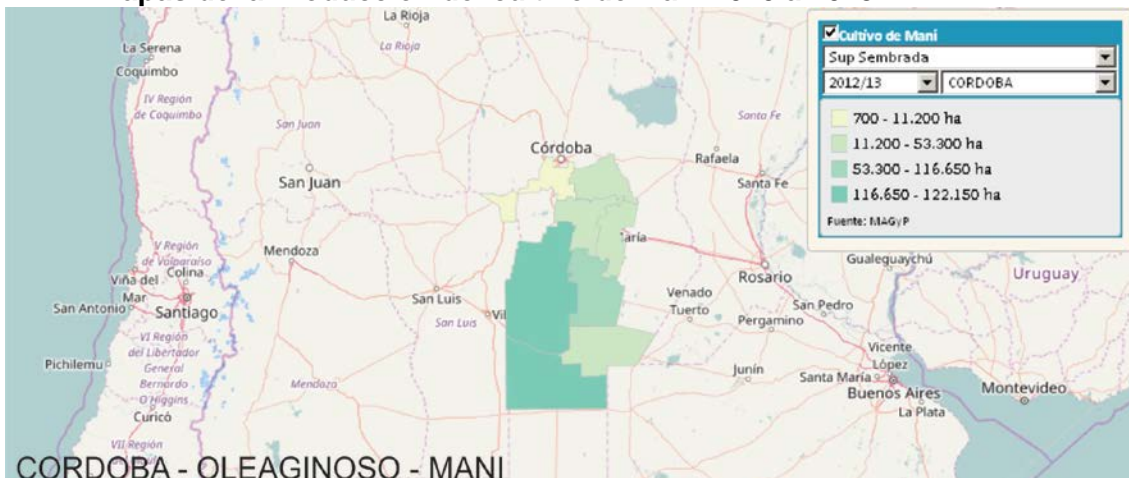 La Rioja
La Rioja
La Serena
Coquimbo
IV Región
de Coquimbo
San Juan
Santa Fe
Córdoba
Rafaela
San Juan
Santa Fe
aría
Mendoza
V Región
de Valparaíso
Viña del
Mar
Colina
San Antonio
Santiago
San Luis
San Luis
Vil
Rosario
Gualeguaychú
Uruguay
Venado
Tuerto
San Pedro
Pergamino
VI Región
del Libertador
General
Bernardo
O'Higgins
Pichilemu
Mendoza
Curicó
VII Región
Junín
Vicente
López
Santa María
Buenos Aires
La Plata
Montevideo
Cultivo de Maní
Sup Sembrada
2012/13 CORDOBA
700 - 11.200 ha
11.200 - 53.300 ha
53.300 - 116.650 ha
116.650 - 122.150 ha
Fuente: MAGyP
CORDOBA - OLEAGINOSO - MANI